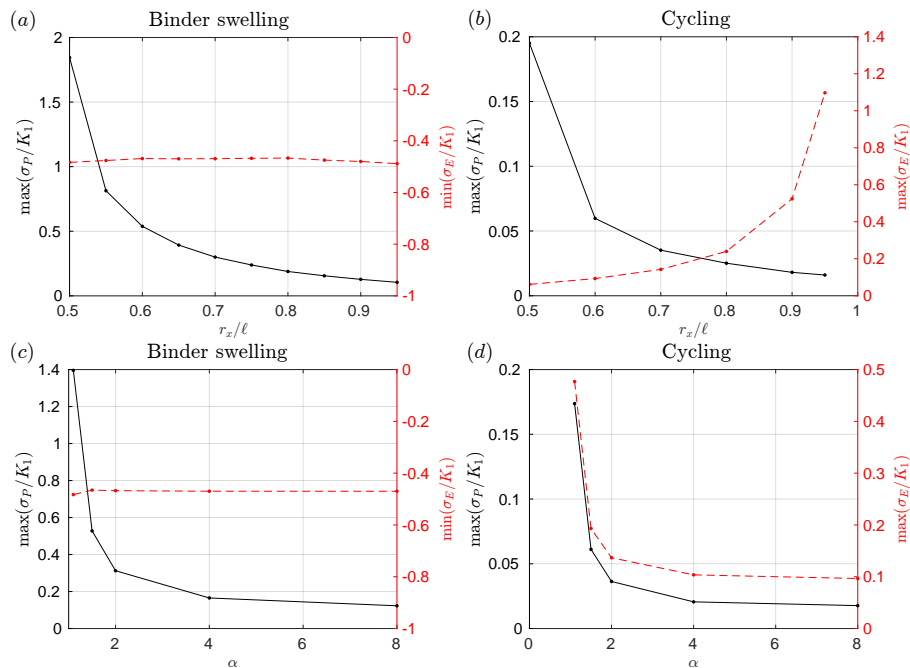 (a) Binder swelling
2
1.5
1
0.5
0
max(σ_P/K_1)
0
-0.2
-0.4
-0.6
-0.8
-1
min(σ_E/K_1)
0.5 0.6 0.7 0.8 0.9
r_x/ℓ
(b) Cycling
0.2
0.15
0.1
0.05
0
max(σ_P/K_1)
1.4
1.2
1
0.8
0.6
0.4
0.2
0
max(σ_E/K_1)
0.5 0.6 0.7 0.8 0.9 1
r_x/ℓ
(c) Binder swelling
1.4
1.2
1
0.8
0.6
0.4
0.2
0
max(σ_P/K_1)
0
-0.2
-0.4
-0.6
-0.8
-1
min(σ_E/K_1)
2 4 6 8
α
(d) Cycling
0.2
0.15
0.1
0.05
0
max(σ_P/K_1)
0.5
0.4
0.3
0.2
0.1
0
max(σ_E/K_1)
0 2 4 6 8
α